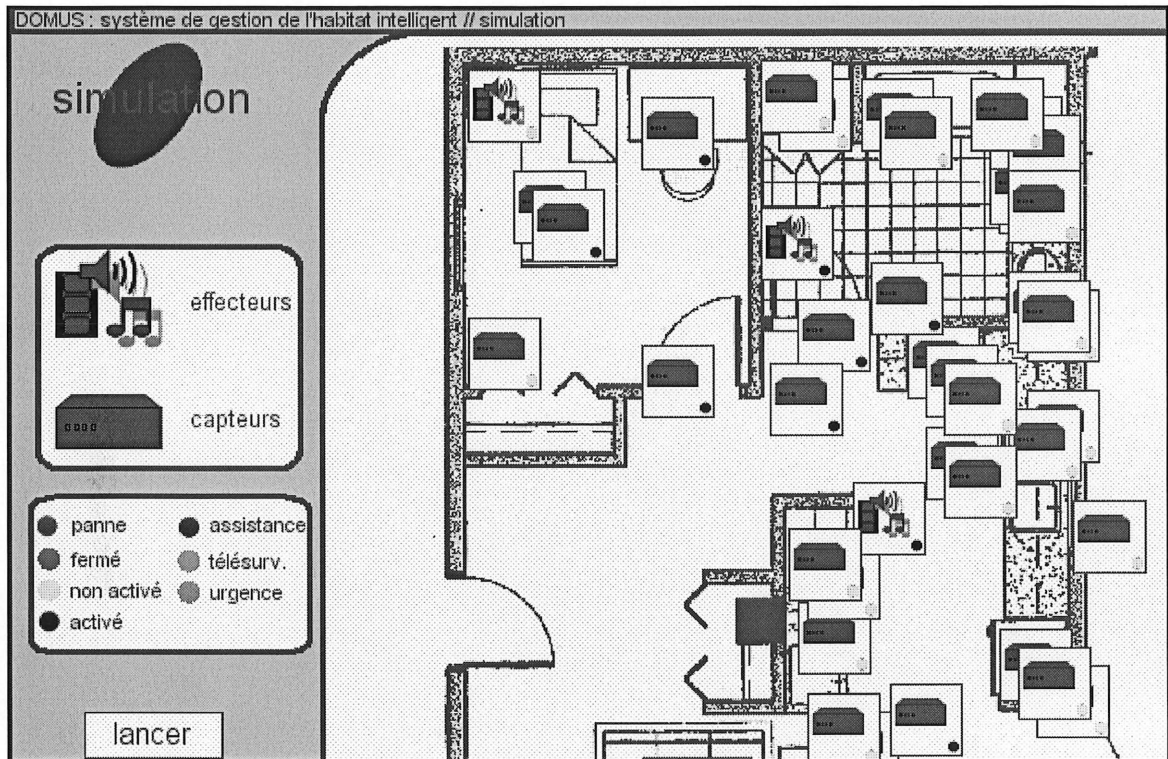 DOMUS : système de gestion de l'habitat intelligent // simulation
simulation
effecteurs
capteurs
panne
assistance
fermé
télésurv.
non activé
urgence
activé
lancer